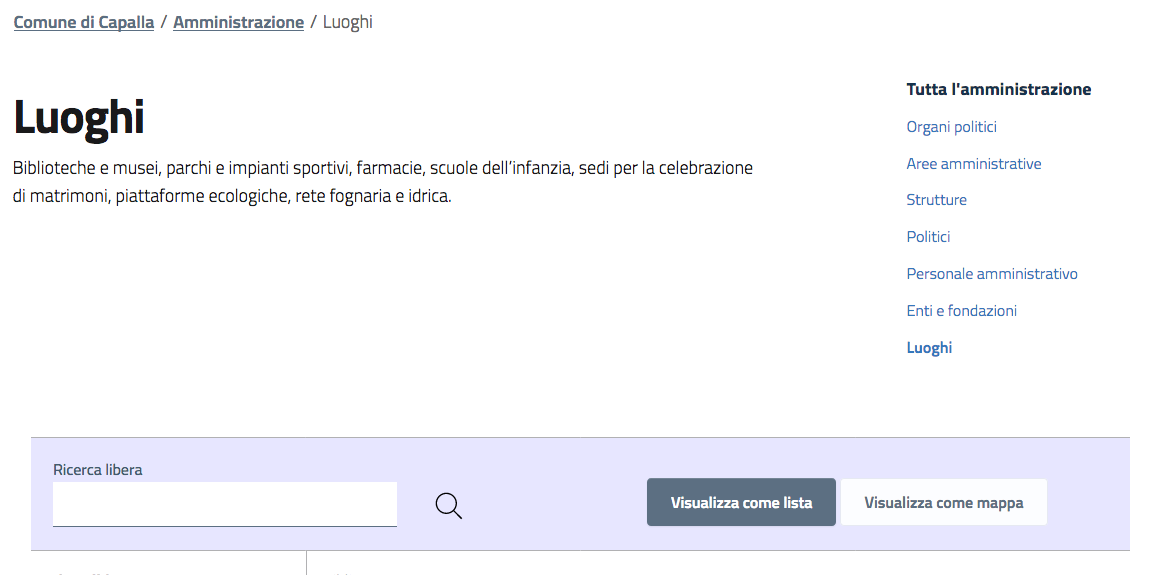 Comune di Capalla / Amministrazione / Luoghi
Luoghi
Biblioteche e musei, parchi e impianti sportivi, farmacie, scuole dell’infanzia, sedi per la celebrazione
di matrimoni, piattaforme ecologiche, rete fognaria e idrica.
Tutta l'amministrazione
Organi politici
Aree amministrative
Strutture
Politici
Personale amministrativo
Enti e fondazioni
Luoghi
Ricerca libera
Visualizza come lista
Visualizza come mappa